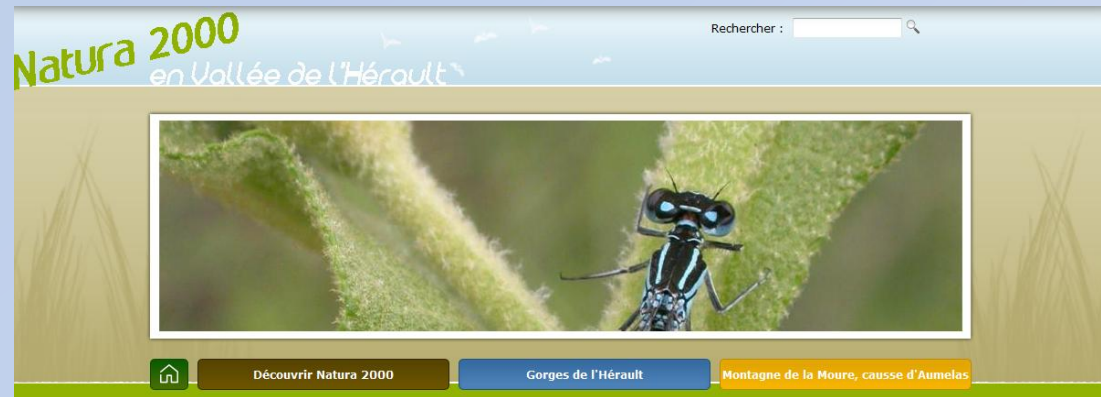 Natura 2000
en Vallée de l'Hérault
Rechercher :
Découvrir Natura 2000
Gorges de l'Hérault
Montagne de la Moure, causse d'Aumelas